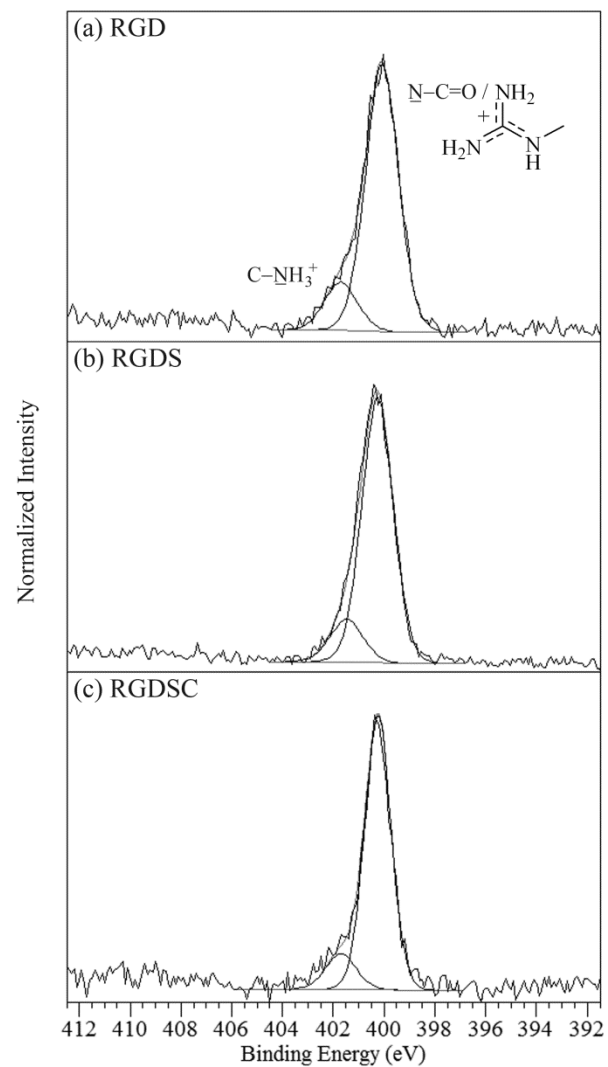 (a) RGD
N–C=O / NH₂
+
H₂N
N
H
C–NH₃⁺
(b) RGDS
Normalized Intensity
(c) RGDSC
412 410 408 406 404 402 400 398 396 394 392
Binding Energy (eV)